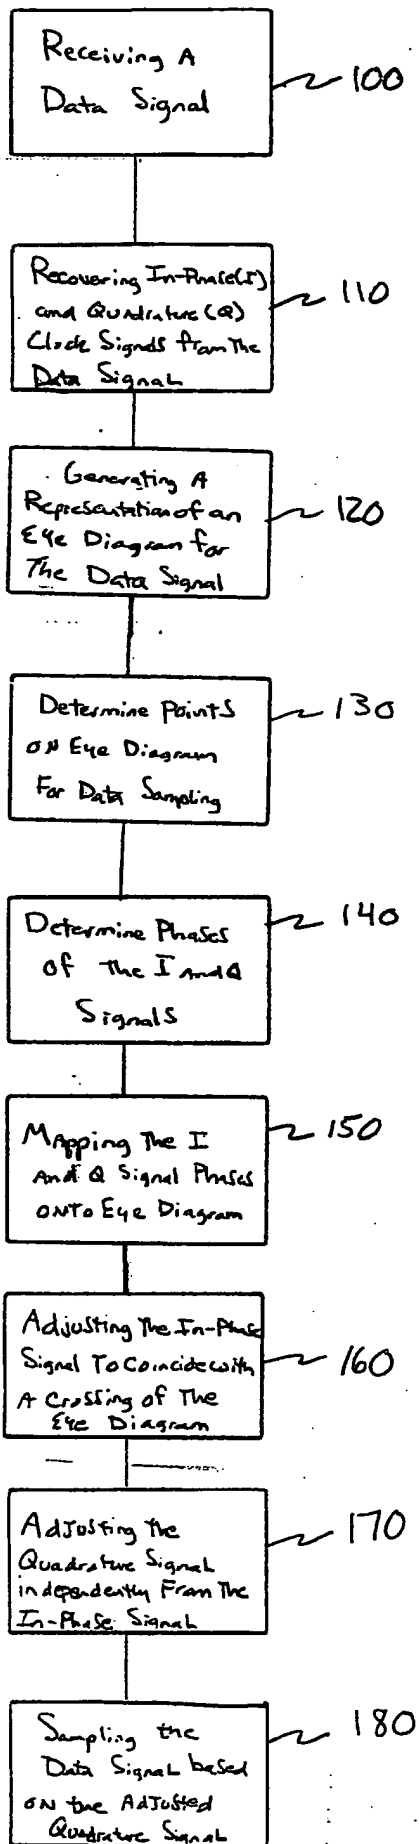 Receiving A
Data Signal
100
Recovering In-Phase(I)
and Quadrature (Q)
Clock Signals from The
Data Signal
110
Generating A
Representation of an
Eye Diagram for
The Data Signal
120
Determine Points
on Eye Diagram
For Data Sampling
130
Determine Phases
of the I And Q
Signals
140
Mapping The I
And Q Signal Phases
onto Eye Diagram
150
Adjusting The In-Phase
Signal To Coincide with
A Crossing of The
Eye Diagram
160
Adjusting the
Quadrature Signal
independently From The
In-Phase Signal
170
Sampling the
Data Signal based
on the Adjusted
Quadrature Signal
180